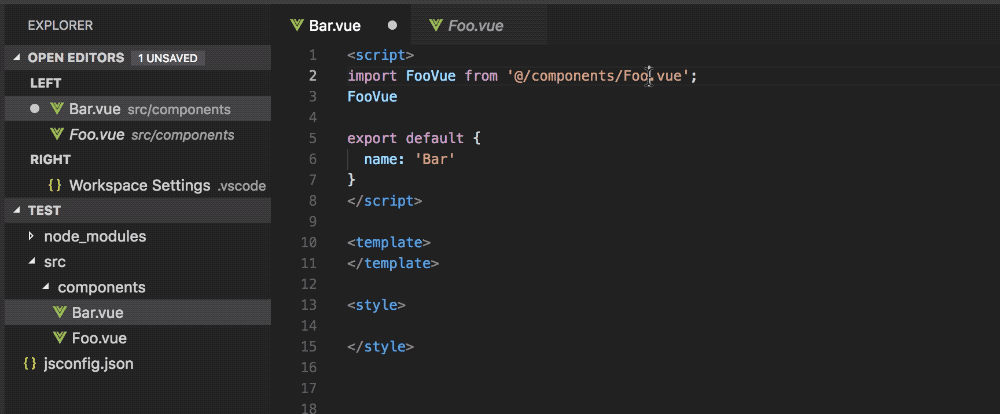 EXPLORER
OPEN EDITORS 1 UNSAVED
LEFT
Bar.vue src/components
Foo.vue src/components
RIGHT
{ } Workspace Settings .vscode
TEST
node_modules
src
components
Bar.vue
Foo.vue
{ } jsconfig.json
Bar.vue Foo.vue
1 <script>
2 import FooVue from '@/components/Foo.vue';
3 FooVue
4
5 export default {
6 name: 'Bar'
7 }
8 </script>
9
10 <template>
11 </template>
12
13 <style>
14
15 </style>
16
17
18